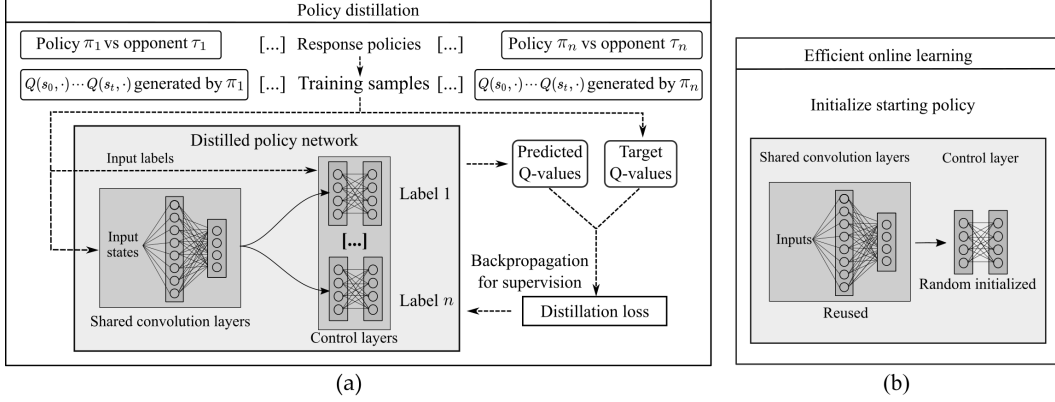 Policy distillation
Policy π₁ vs opponent τ₁
[...] Response policies [...]
Policy πₙ vs opponent τₙ
Q(s₀,·)⋯Q(sₜ,·) generated by π₁
[...] Training samples [...]
Q(s₀,·)⋯Q(sₜ,·) generated by πₙ
Distilled policy network
Input labels
Label 1
Input
states
[...]
Label n
Shared convolution layers
Control layers
Predicted
Q-values
Target
Q-values
Backpropagation
for supervision
Distillation loss
(a)
Efficient online learning
Initialize starting policy
Shared convolution layers
Control layer
Inputs
Random initialized
Reused
(b)